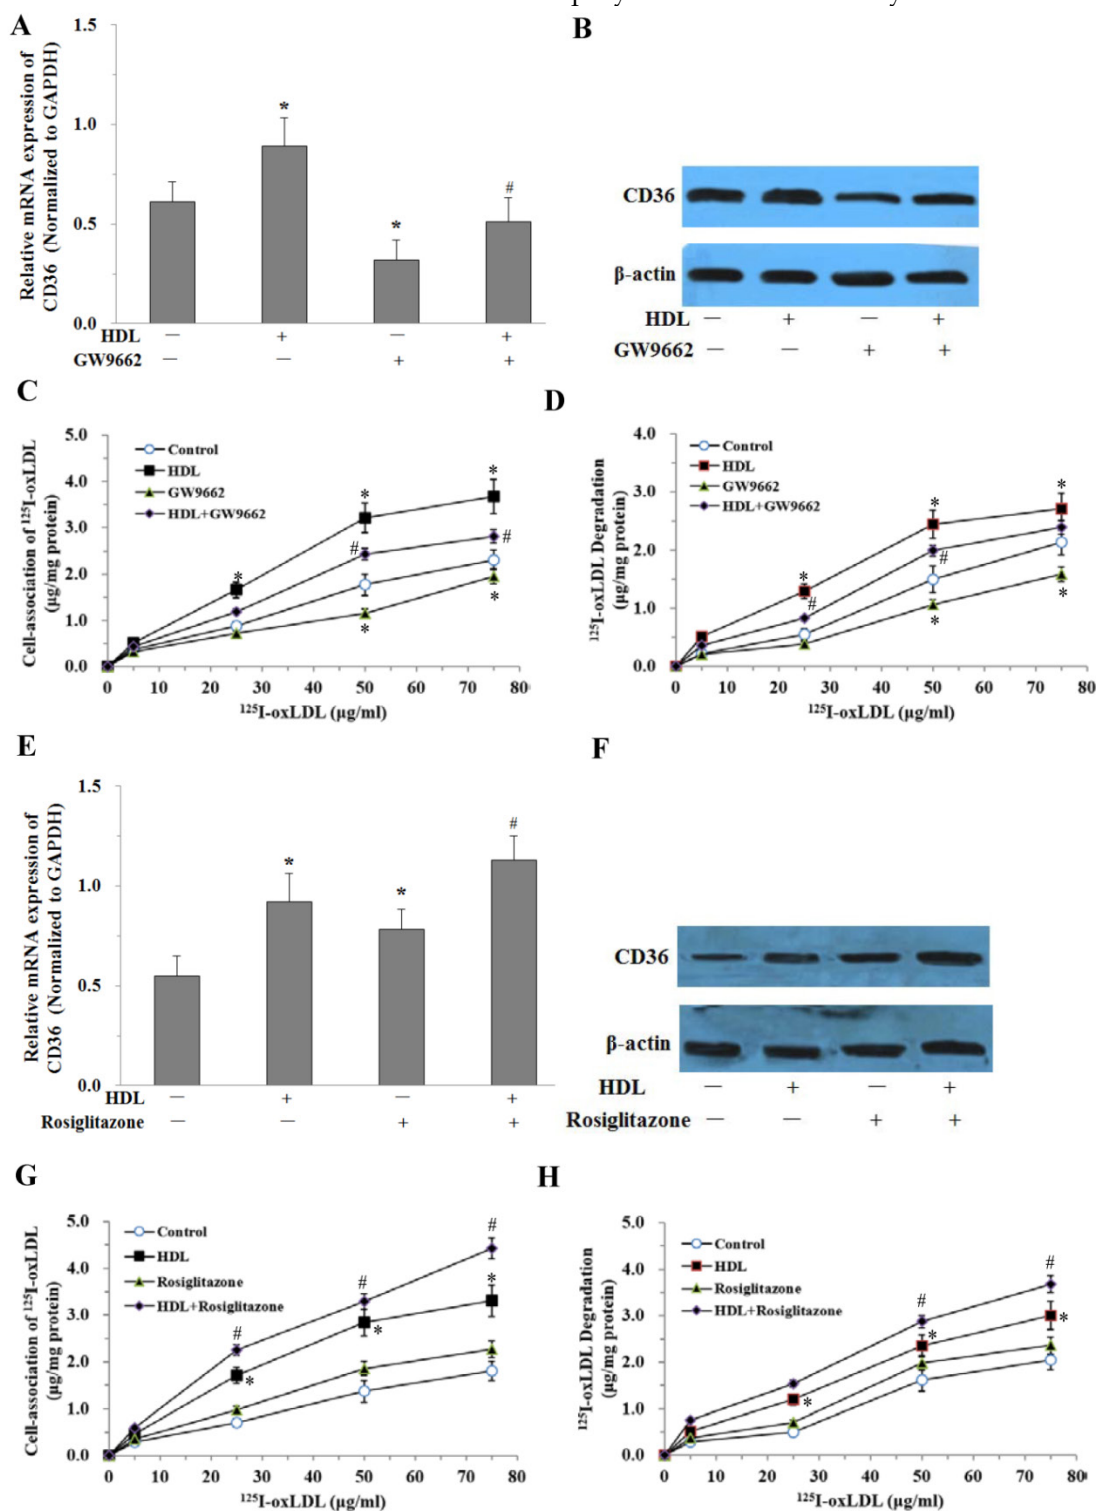 A
B
1.5
1.0
0.5
0.0
Relative mRNA expression of
CD36 (Normalized to GAPDH)
*
*
#
HDL — + — +
GW9662 — — + +
CD36
β-actin
HDL — + — +
GW9662 — — + +
C
D
5.0
4.0
3.0
2.0
1.0
0.0
Cell-association of ¹²⁵I-oxLDL
(μg/mg protein)
Control
HDL
GW9662
HDL+GW9662
*
*
*
#
#
*
*
0 10 20 30 40 50 60 70 80
¹²⁵I-oxLDL (μg/ml)
4.0
3.0
2.0
1.0
0.0
¹²⁵I-oxLDL Degradation
(μg/mg protein)
Control
HDL
GW9662
HDL+GW9662
*
*
*
#
#
*
*
0 10 20 30 40 50 60 70 80
¹²⁵I-oxLDL (μg/ml)
E
F
1.5
1.0
0.5
0.0
Relative mRNA expression of
CD36 (Normalized to GAPDH)
*
*
#
HDL — + — +
Rosiglitazone — — + +
CD36
β-actin
HDL — + — +
Rosiglitazone — — + +
G
H
5.0
4.0
3.0
2.0
1.0
0.0
Cell-association of ¹²⁵I-oxLDL
(μg/mg protein)
Control
HDL
Rosiglitazone
HDL+Rosiglitazone
#
#
#
*
*
*
0 10 20 30 40 50 60 70 80
¹²⁵I-oxLDL (μg/ml)
5.0
4.0
3.0
2.0
1.0
0.0
¹²⁵I-oxLDL Degradation
(μg/mg protein)
Control
HDL
Rosiglitazone
HDL+Rosiglitazone
#
#
*
*
*
0 10 20 30 40 50 60 70 80
¹²⁵I-oxLDL (μg/ml)